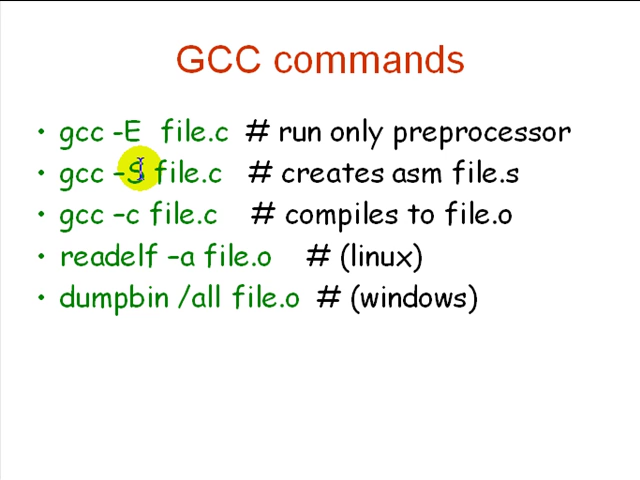 GCC commands
• gcc -E file.c # run only preprocessor
• gcc –S file.c # creates asm file.s
• gcc –c file.c # compiles to file.o
• readelf –a file.o # (linux)
• dumpbin /all file.o # (windows)